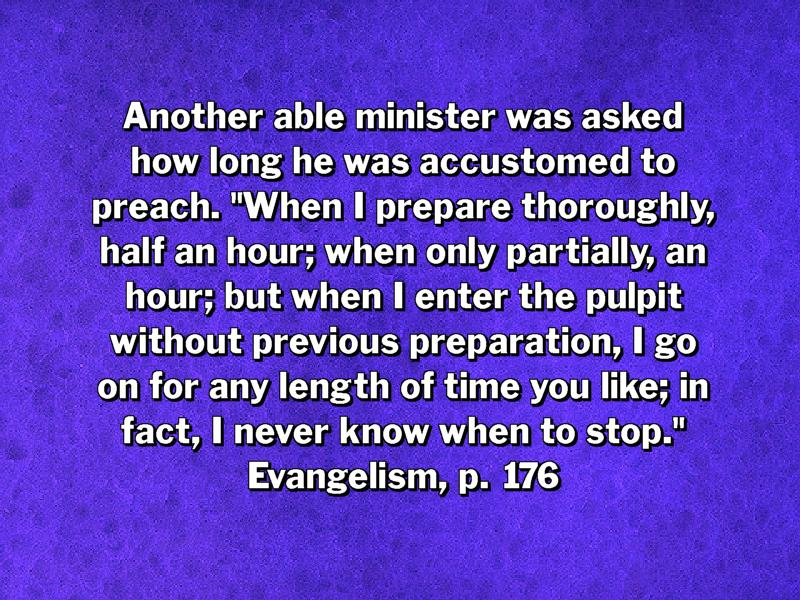 Another able minister was asked
how long he was accustomed to
preach. "When I prepare thoroughly,
half an hour; when only partially, an
hour; but when I enter the pulpit
without previous preparation, I go
on for any length of time you like; in
fact, I never know when to stop."
Evangelism, p. 176